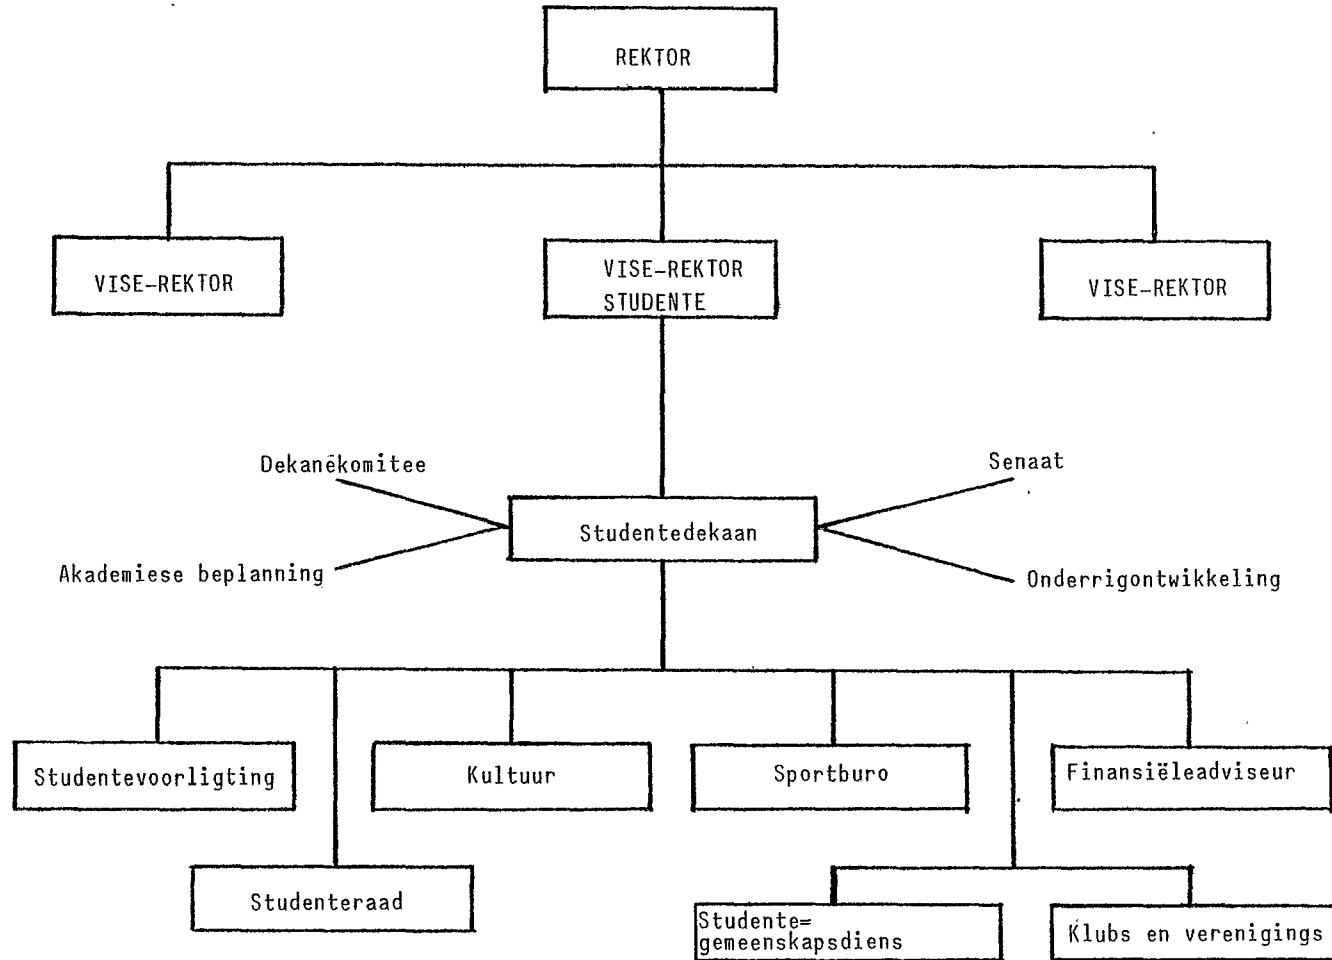 REKTOR
VISE-REKTOR
VISE-REKTOR
STUDENTE
VISE-REKTOR
Dekanekomitee
Senaat
Studentedekaan
Akademiese beplanning
Onderrigontwikkeling
Studentevoorligting
Kultuur
Sportburo
Finansiëleadviseur
Studenteraad
Studente=
gemeenskapsdiens
Klubs en verenigings